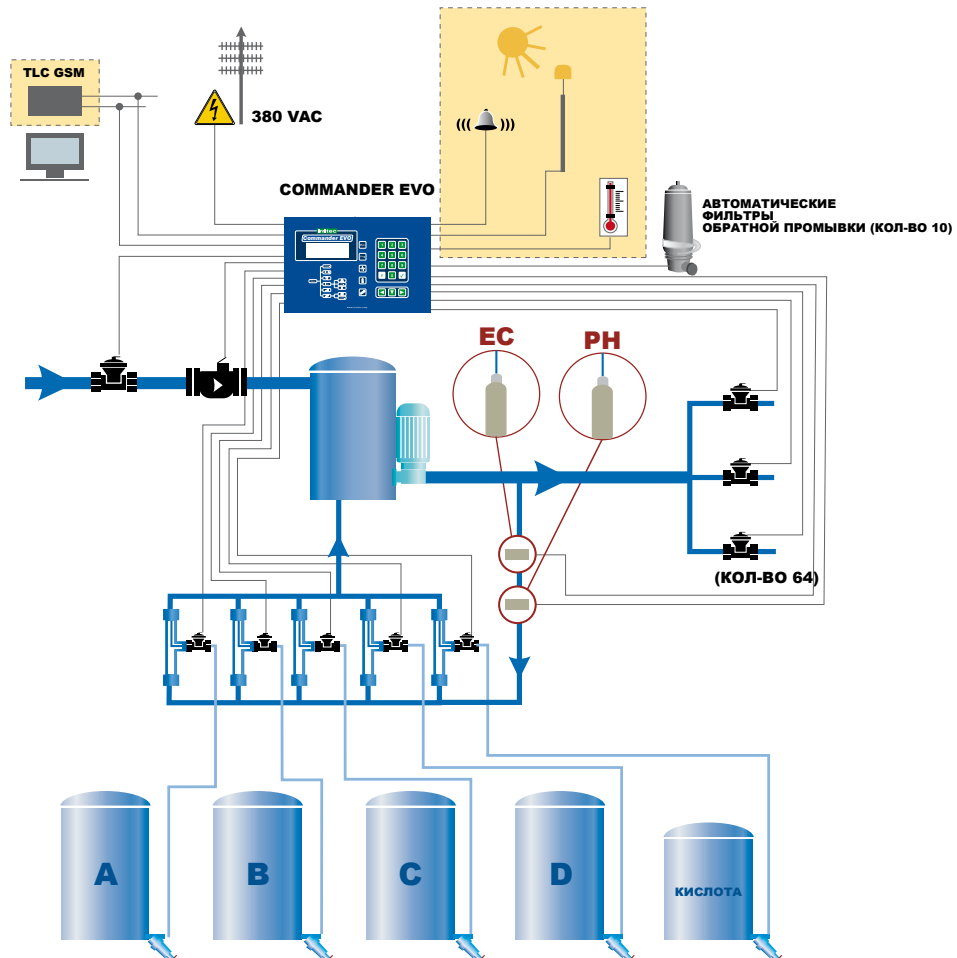 TLC GSM
380 VAC
((( )))
COMMANDER EVO
Commander EVO
АВТОМАТИЧЕСКИЕ
ФИЛЬТРЫ
ОБРАТНОЙ ПРОМЫВКИ (КОЛ-ВО 10)
EC
PH
(КОЛ-ВО 64)
A
B
C
D
КИСЛОТА